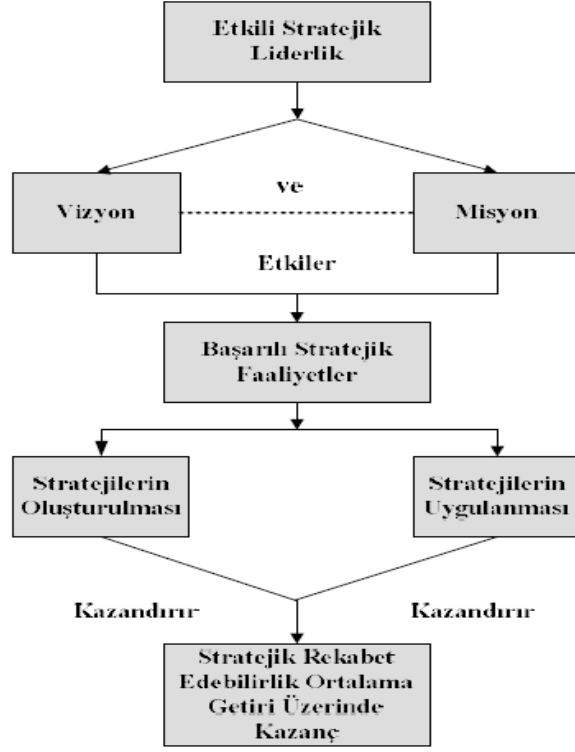 Etkili Stratejik
Liderlik
Vizyon
ve
Misyon
Etkiler
Başarılı Stratejik
Faaliyetler
Stratejilerin
Oluşturulması
Stratejilerin
Uygulanması
Kazandırır
Kazandırır
Stratejik Rekabet
Edebilirlik Ortalama
Getiri Üzerinde
Kazanç